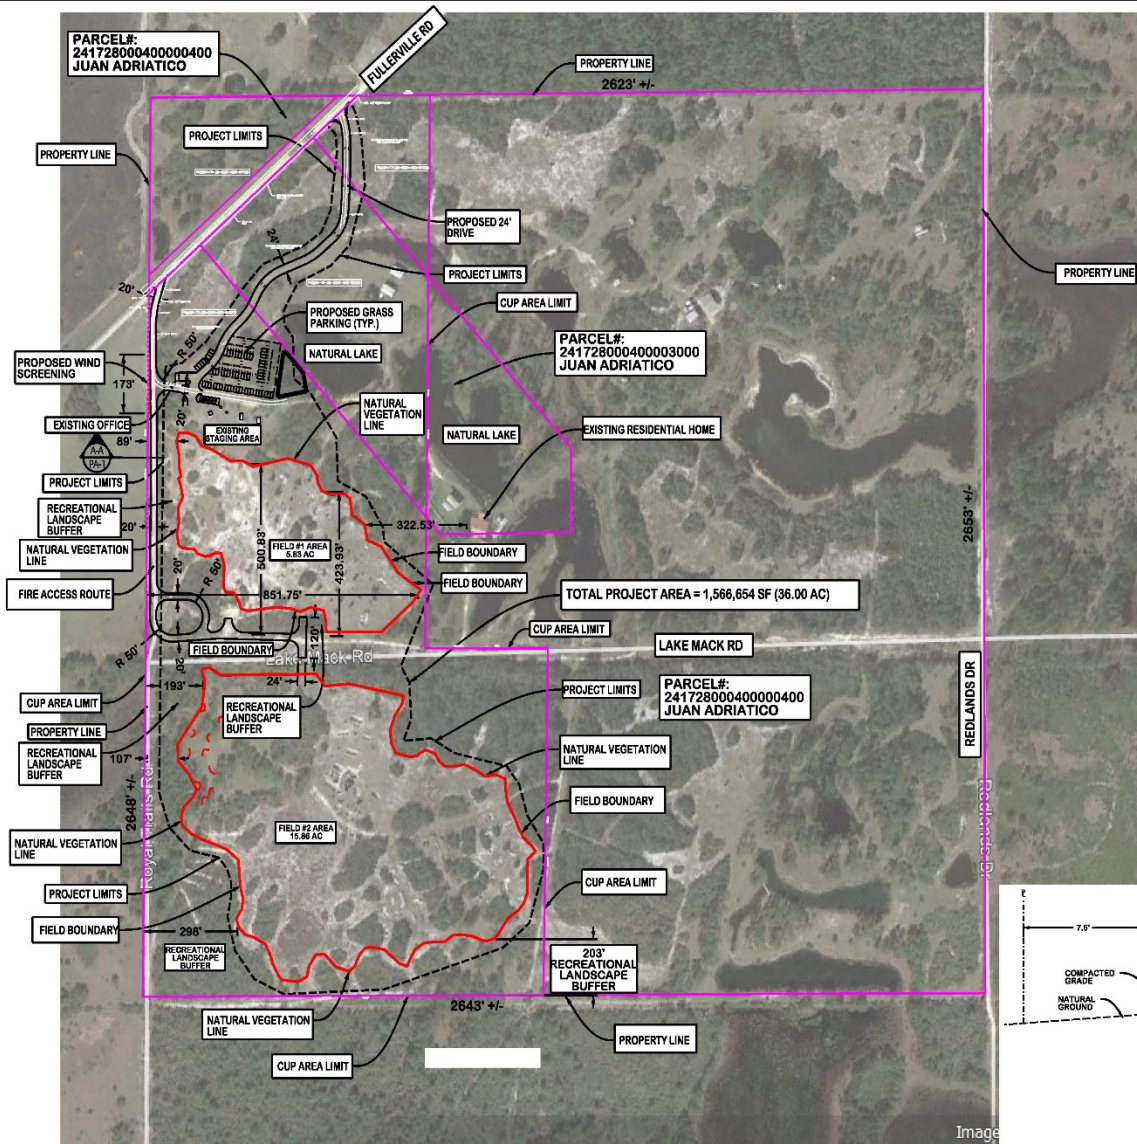 PARCEL#:
241728000400000400
JUAN ADRIATICO
FULLERVILLE RD
PROPERTY LINE
2623' +/-
PROJECT LIMITS
PROPERTY LINE
PROPOSED 24'
DRIVE
24'
PROJECT LIMITS
PROPERTY LINE
20'
CUP AREA LIMIT
PROPOSED GRASS
PARKING (TYP.)
R 50'
PARCEL#:
241728000400003000
JUAN ADRIATICO
NATURAL LAKE
PROPOSED WIND
SCREENING
173'
20'
NATURAL
VEGETATION
LINE
EXISTING OFFICE
EXISTING
STAGING AREA
NATURAL LAKE
EXISTING RESIDENTIAL HOME
89'
A-A
PA-1
PROJECT LIMITS
RECREATIONAL
LANDSCAPE
BUFFER
20'
500.83'
423.93'
322.53'
2653' +/-
NATURAL VEGETATION
LINE
FIELD #1 AREA
5.63 AC
FIELD BOUNDARY
20'
R 50'
FIELD BOUNDARY
FIRE ACCESS ROUTE
851.75'
TOTAL PROJECT AREA = 1,566,654 SF (36.00 AC)
CUP AREA LIMIT
120'
LAKE MACK RD
R 50'
20'
FIELD BOUNDARY
Lake Mack Rd
24'
193'
PROJECT LIMITS
PARCEL#:
241728000400000400
JUAN ADRIATICO
REDLANDS DR
CUP AREA LIMIT
RECREATIONAL
LANDSCAPE
BUFFER
PROPERTY LINE
RECREATIONAL
LANDSCAPE
BUFFER
107'
NATURAL VEGETATION
LINE
2648' +/-
Royal Trails Rd
Redlands Dr
FIELD BOUNDARY
FIELD #2 AREA
15.86 AC
NATURAL VEGETATION
LINE
PROJECT LIMITS
CUP AREA LIMIT
FIELD BOUNDARY
298'
RECREATIONAL
LANDSCAPE
BUFFER
203'
RECREATIONAL
LANDSCAPE
BUFFER
7.5'
COMPACTED
GRADE
NATURAL
GROUND
2643' +/-
NATURAL VEGETATION
LINE
PROPERTY LINE
CUP AREA LIMIT
Image